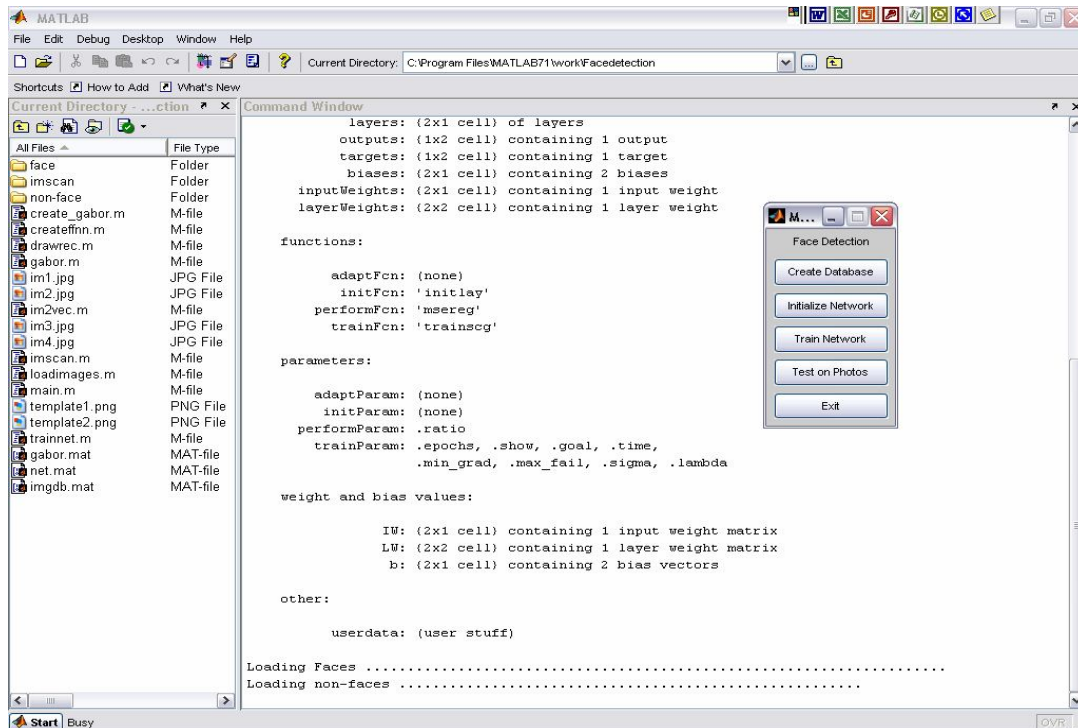 MATLAB
File Edit Debug Desktop Window Help
Current Directory: C:\Program Files\MATLAB71\work\Facedetection
Shortcuts How to Add What's New
Current Directory - ...ction
All Files File Type
face Folder
imscan Folder
non-face Folder
create_gabor.m M-file
createffnn.m M-file
drawrec.m M-file
gabor.m M-file
im1.jpg JPG File
im2.jpg JPG File
im2vec.m M-file
im3.jpg JPG File
im4.jpg JPG File
imscan.m M-file
loadimages.m M-file
main.m M-file
template1.png PNG File
template2.png PNG File
trainnet.m M-file
gabor.mat MAT-file
net.mat MAT-file
imgdb.mat MAT-file
Command Window
layers: {2x1 cell} of layers
outputs: {1x2 cell} containing 1 output
targets: {1x2 cell} containing 1 target
biases: {2x1 cell} containing 2 biases
inputWeights: {2x1 cell} containing 1 input weight
layerWeights: {2x2 cell} containing 1 layer weight
functions:
adaptFcn: (none)
initFcn: 'initlay'
performFcn: 'msereg'
trainFcn: 'trainscg'
parameters:
adaptParam: (none)
initParam: (none)
performParam: .ratio
trainParam: .epochs, .show, .goal, .time,
.min_grad, .max_fail, .sigma, .lambda
weight and bias values:
IW: {2x1 cell} containing 1 input weight matrix
LW: {2x2 cell} containing 1 layer weight matrix
b: {2x1 cell} containing 2 bias vectors
other:
userdata: (user stuff)
Loading Faces .....................................................................
Loading non-faces .......................................................
M...
Face Detection
Create Database
Initialize Network
Train Network
Test on Photos
Exit
Start Busy
OVR